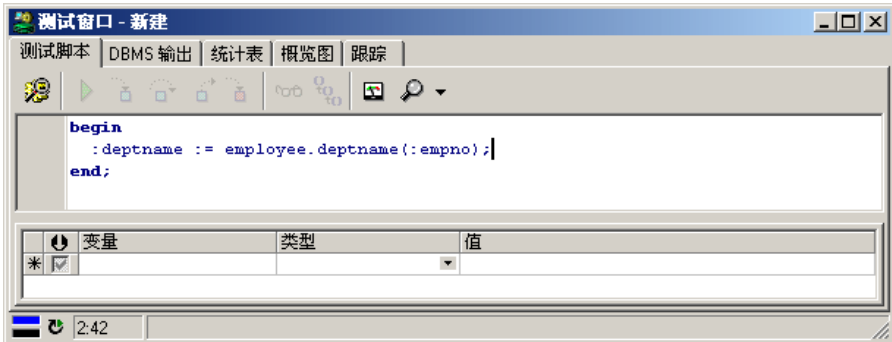 测试窗口 - 新建
测试脚本 DBMS 输出 统计表 概览图 跟踪
begin
:deptname := employee.deptname(:empno);
end;
变量 类型 值
2:42